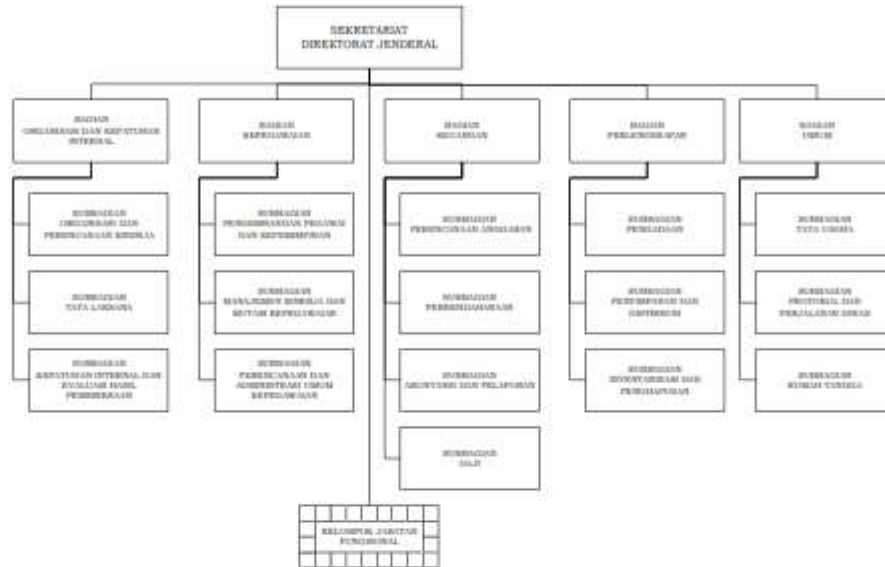 SEKRETARIAT
DIREKTORAT JENDERAL
BAGIAN
ORGANISASI DAN KEPATUHAN
INTERNAL
BAGIAN
KEPEGAWAIAN
BAGIAN
KEUANGAN
BAGIAN
PERLENGKAPAN
BAGIAN
UMUM
SUBBAGIAN
ORGANISASI DAN
PERENCANAAN KINERJA
SUBBAGIAN
PENGEMBANGAN PEGAWAI
DAN KEPEMIMPINAN
SUBBAGIAN
PERENCANAAN ANGGARAN
SUBBAGIAN
PENGADAAN
SUBBAGIAN
TATA USAHA
SUBBAGIAN
TATA LAKSANA
SUBBAGIAN
MANAJEMEN KINERJA DAN
MUTASI KEPEGAWAIAN
SUBBAGIAN
PERBENDAHARAAN
SUBBAGIAN
PENYIMPANAN DAN
DISTRIBUSI
SUBBAGIAN
PROTOKOL DAN
PERJALANAN DINAS
SUBBAGIAN
KEPATUHAN INTERNAL DAN
EVALUASI HASIL
PEMERIKSAAN
SUBBAGIAN
PERENCANAAN DAN
ADMINISTRASI UMUM
KEPEGAWAIAN
SUBBAGIAN
AKUNTANSI DAN PELAPORAN
SUBBAGIAN
INVENTARISASI DAN
PENGHAPUSAN
SUBBAGIAN
RUMAH TANGGA
SUBBAGIAN
GAJI
KELOMPOK JABATAN
FUNGSIONAL